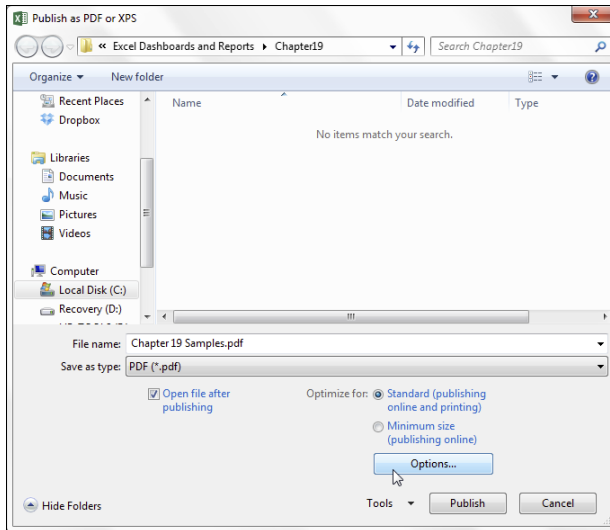 Publish as PDF or XPS
« Excel Dashboards and Reports ▸ Chapter19
Search Chapter19
Organize
New folder
Name
Date modified
Type
Recent Places
Dropbox
No items match your search.
Libraries
Documents
Music
Pictures
Videos
Computer
Local Disk (C:)
Recovery (D:)
File name: Chapter 19 Samples.pdf
Save as type: PDF (*.pdf)
Open file after
publishing
Optimize for:
Standard (publishing
online and printing)
Minimum size
(publishing online)
Options...
Hide Folders
Tools
Publish
Cancel